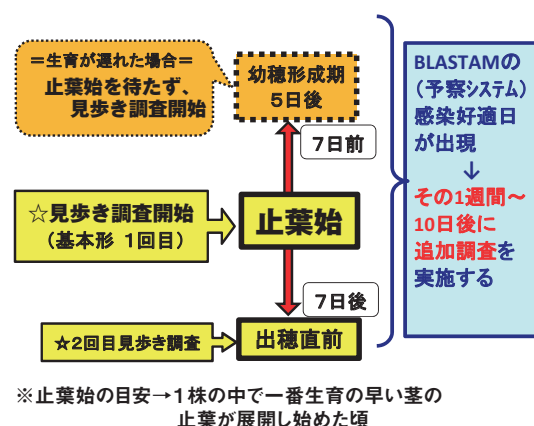 ＝生育が遅れた場合＝
止葉始を待たず、
見歩き調査開始
幼穂形成期
５日後
７日前
☆見歩き調査開始
（基本形 １回目）
止葉始
７日後
★２回目見歩き調査
出穂直前
BLASTAMの
（予察システム）
感染好適日
が出現
↓
その1週間～
10日後に
追加調査を
実施する
※止葉始の目安→１株の中で一番生育の早い茎の
止葉が展開し始めた頃